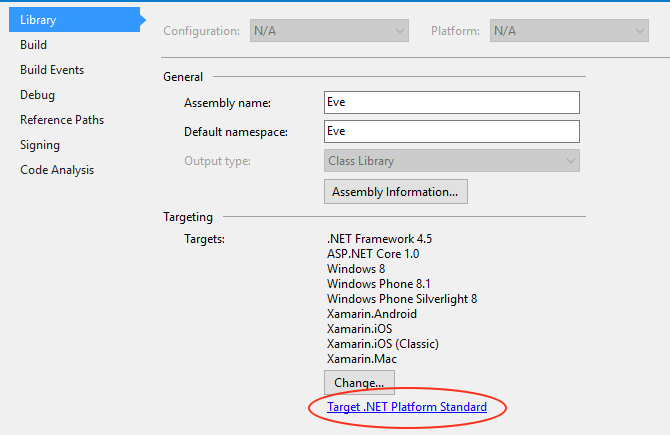 Library
Build
Build Events
Debug
Reference Paths
Signing
Code Analysis
Configuration: N/A Platform: N/A
General
Assembly name: Eve
Default namespace: Eve
Output type: Class Library
Assembly Information...
Targeting
Targets: .NET Framework 4.5
ASP.NET Core 1.0
Windows 8
Windows Phone 8.1
Windows Phone Silverlight 8
Xamarin.Android
Xamarin.iOS
Xamarin.iOS (Classic)
Xamarin.Mac
Change...
Target .NET Platform Standard